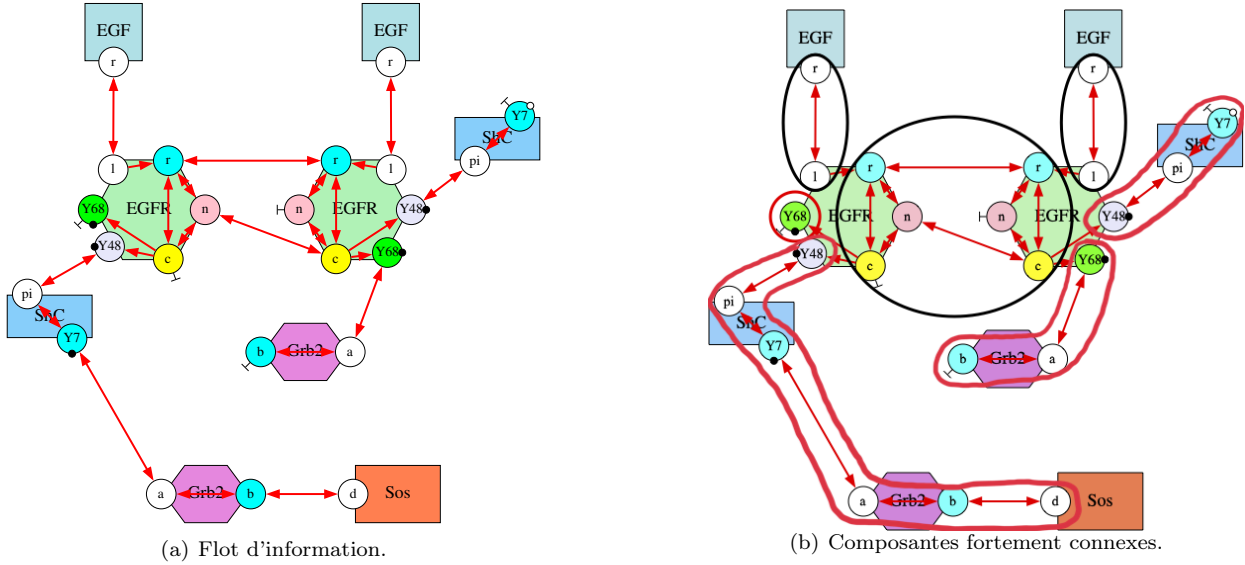 EGF
r
EGF
r
l
r
r
l
Y68
EGFR
n
n
EGFR
Y48
Y48
c
c
Y68
pi
ShC
Y7
pi
ShC
Y7
b
Grb2
a
a
Grb2
b
d
Sos
(a) Flot d'information.
EGF
r
EGF
r
l
r
r
l
Y68
EGFR
n
n
EGFR
Y48
Y48
c
c
Y68
pi
ShC
Y7
pi
ShC
Y7
b
Grb2
a
a
Grb2
b
d
Sos
(b) Composantes fortement connexes.